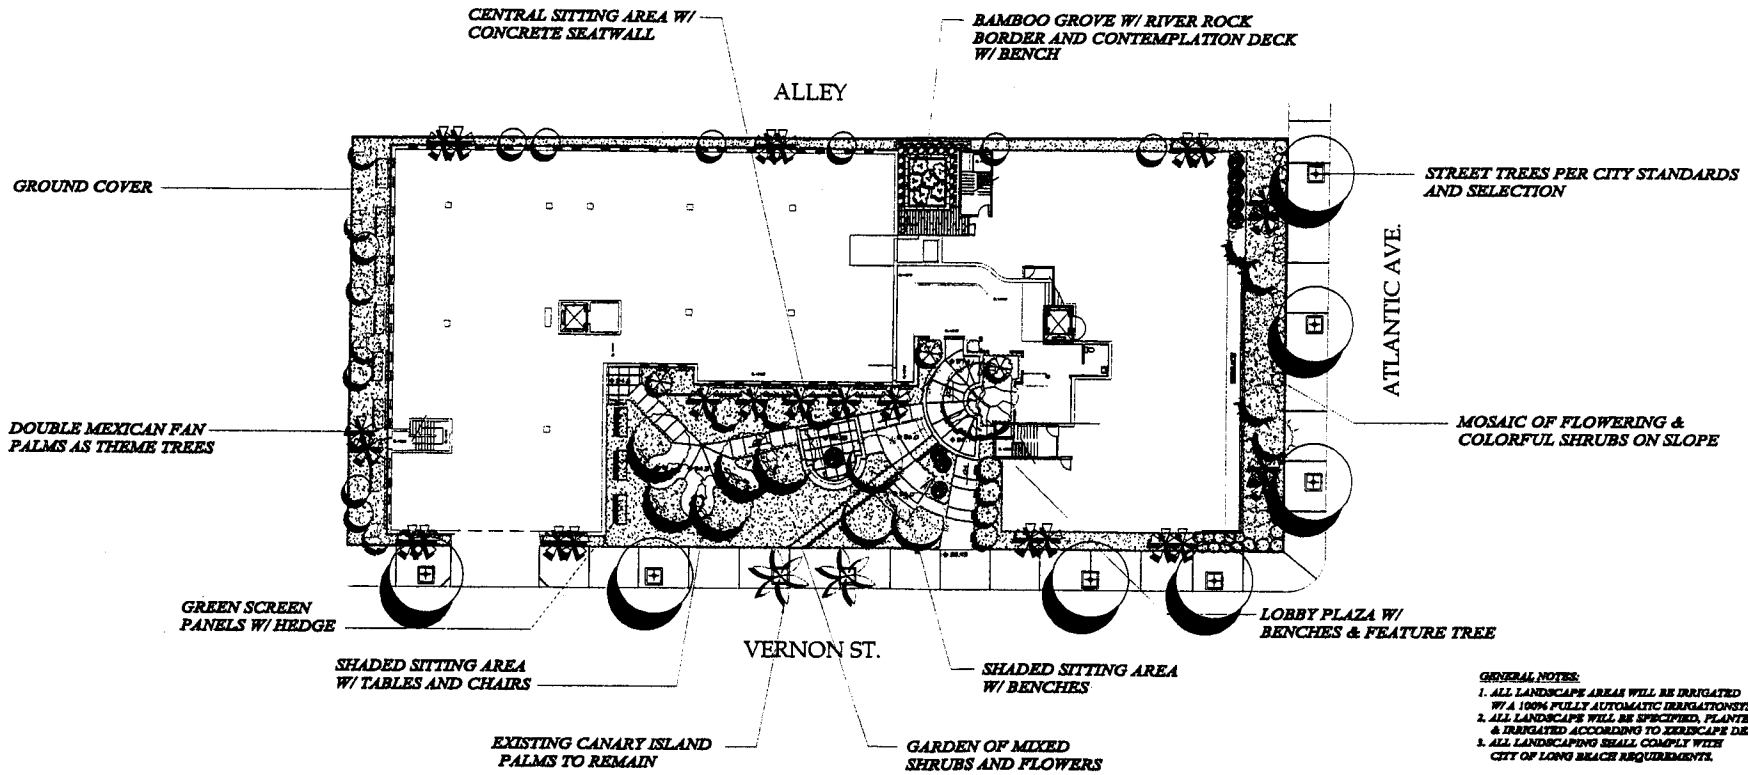 CENTRAL SITTING AREA W/
CONCRETE SEATWALL
BAMBOO GROVE W/ RIVER ROCK
BORDER AND CONTEMPLATION DECK
W/ BENCH
ALLEY
GROUND COVER
STREET TREES PER CITY STANDARDS
AND SELECTION
ATLANTIC AVE.
DOUBLE MEXICAN FAN
PALMS AS THEME TREES
MOSAIC OF FLOWERING &
COLORFUL SHRUBS ON SLOPE
GREEN SCREEN
PANELS W/ HEDGE
LOBBY PLAZA W/
BENCHES & FEATURE TREE
VERNON ST.
SHADED SITTING AREA
W/ TABLES AND CHAIRS
SHADED SITTING AREA
W/ BENCHES
EXISTING CANARY ISLAND
PALMS TO REMAIN
GARDEN OF MIXED
SHRUBS AND FLOWERS
GENERAL NOTES:
1. ALL LANDSCAPE AREAS WILL BE IRRIGATED
W/ A 100% FULLY AUTOMATIC IRRIGATIONSYS
2. ALL LANDSCAPE WILL BE SPECIFIED, PLANTE
& IRRIGATED ACCORDING TO XERISCAPE DE
3. ALL LANDSCAPING SHALL COMPLY WITH
CITY OF LONG BEACH REQUIREMENTS.